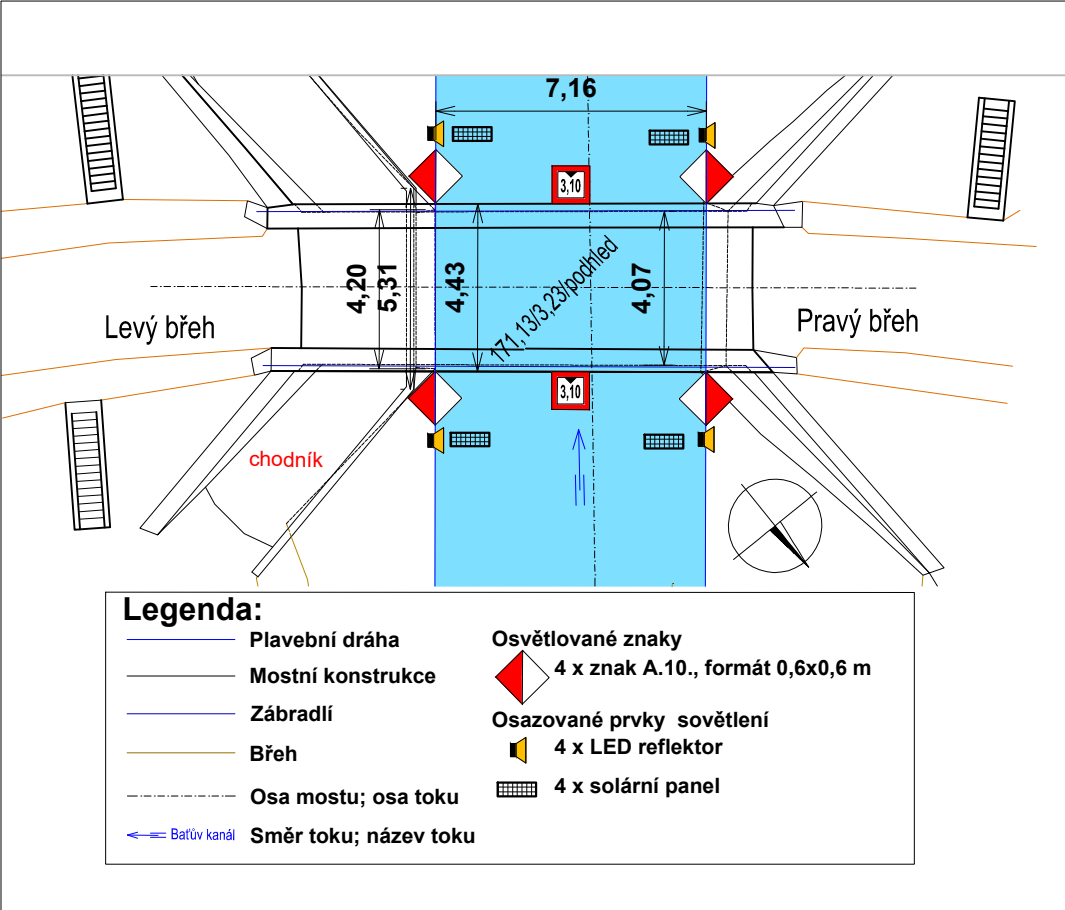 7,16
3,10
4,20
5,31
4,43
171,13/3,23/podhled
4,07
Levý břeh
Pravý břeh
3,10
chodník
Legenda:
Plavební dráha
Mostní konstrukce
Zábradlí
Břeh
Osa mostu; osa toku
Baťův kanál
Směr toku; název toku
Osvětlované znaky
4 x znak A.10., formát 0,6x0,6 m
Osazované prvky sovětlení
4 x LED reflektor
4 x solární panel